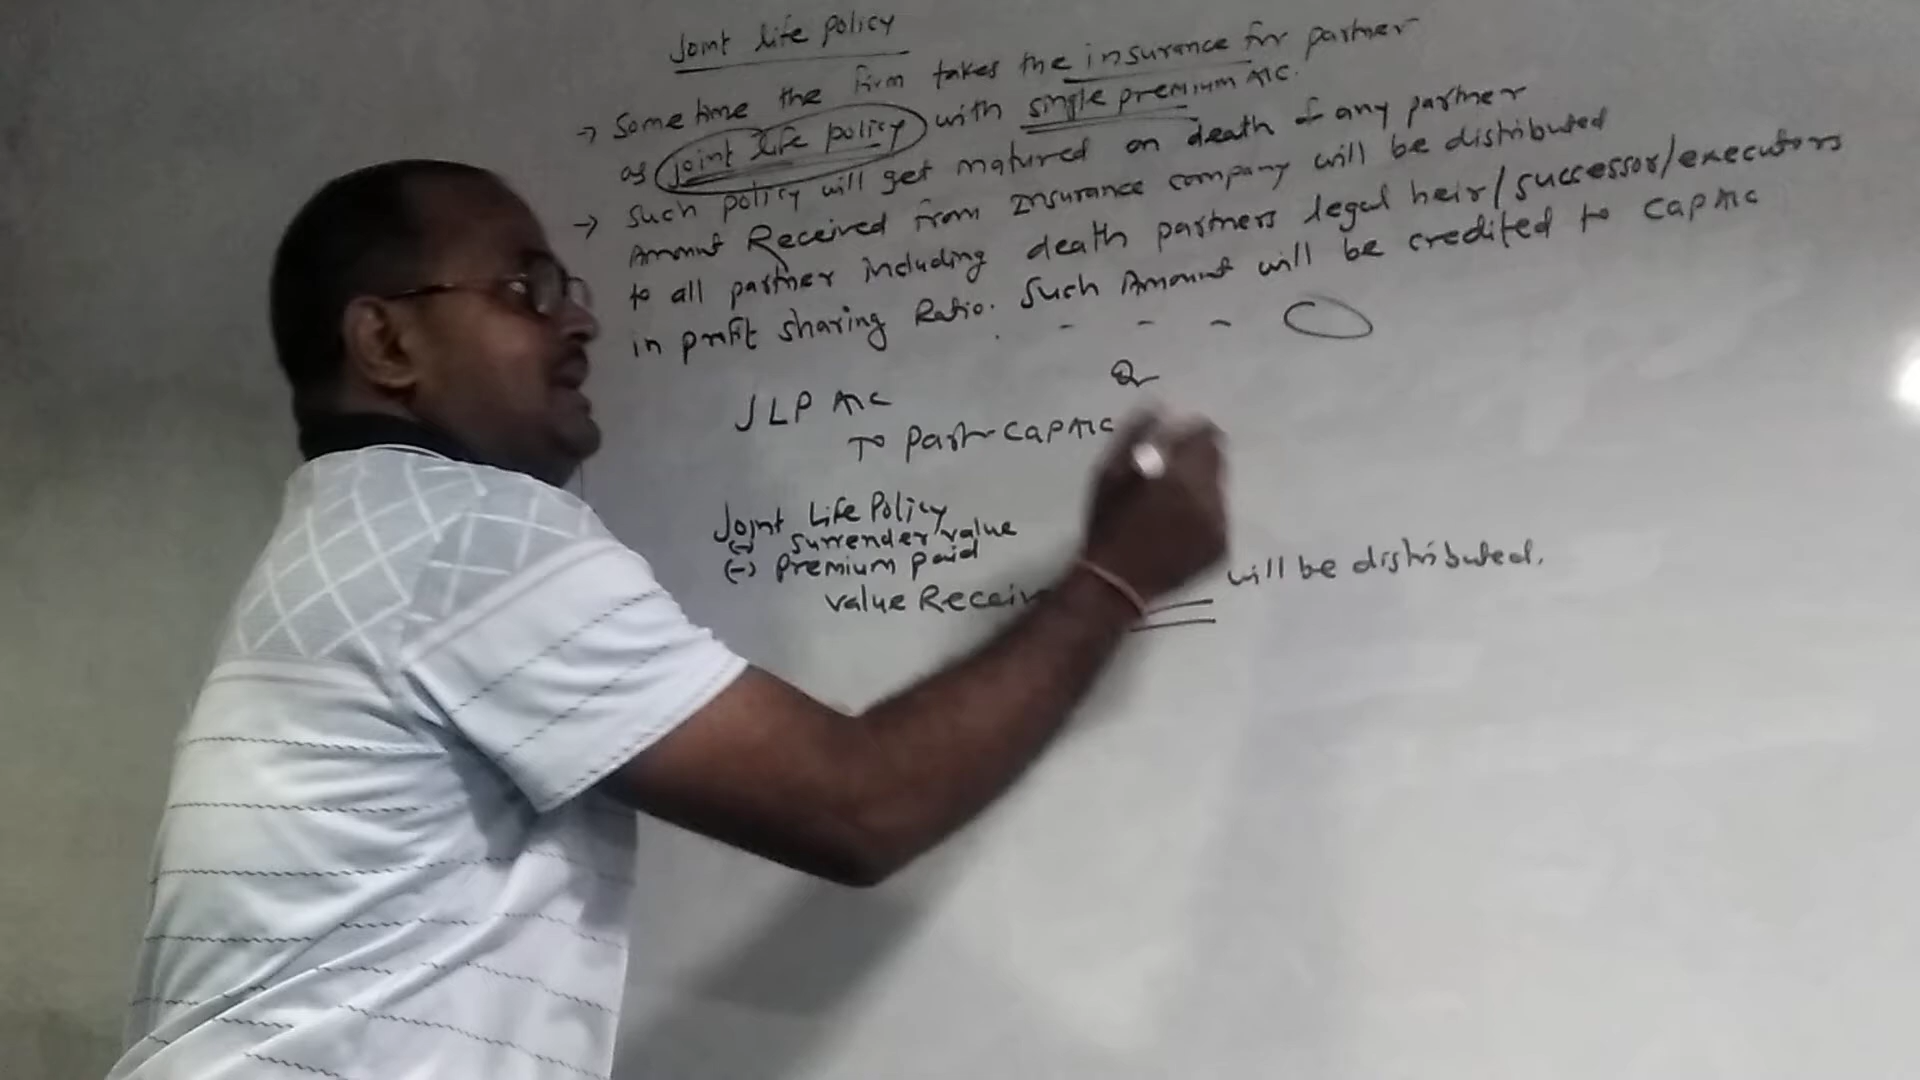 Joint life policy
→ Sometime the firm takes the insurance for partner
as joint life policy with single premium A/c.
→ Such policy will get matured on death of any partner
Amount Received from Insurance company will be distributed
to all partner including death partners legal heir/successor/executors
in profit sharing Ratio. Such Amount will be credited to cap A/c
JLP A/c
To Part cap A/c
Joint Life Policy
(-) Surrender value
(-) Premium paid
value Receiv
will be distributed.